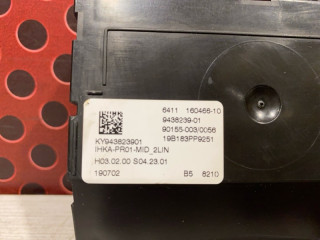 6411 160466-10
9438239-01
90155-003/0056
KY943823901 19B183PP9251
IHKA-PR01-MID_2LIN
H03.02.00 S04.23.01
190702 B5 8210